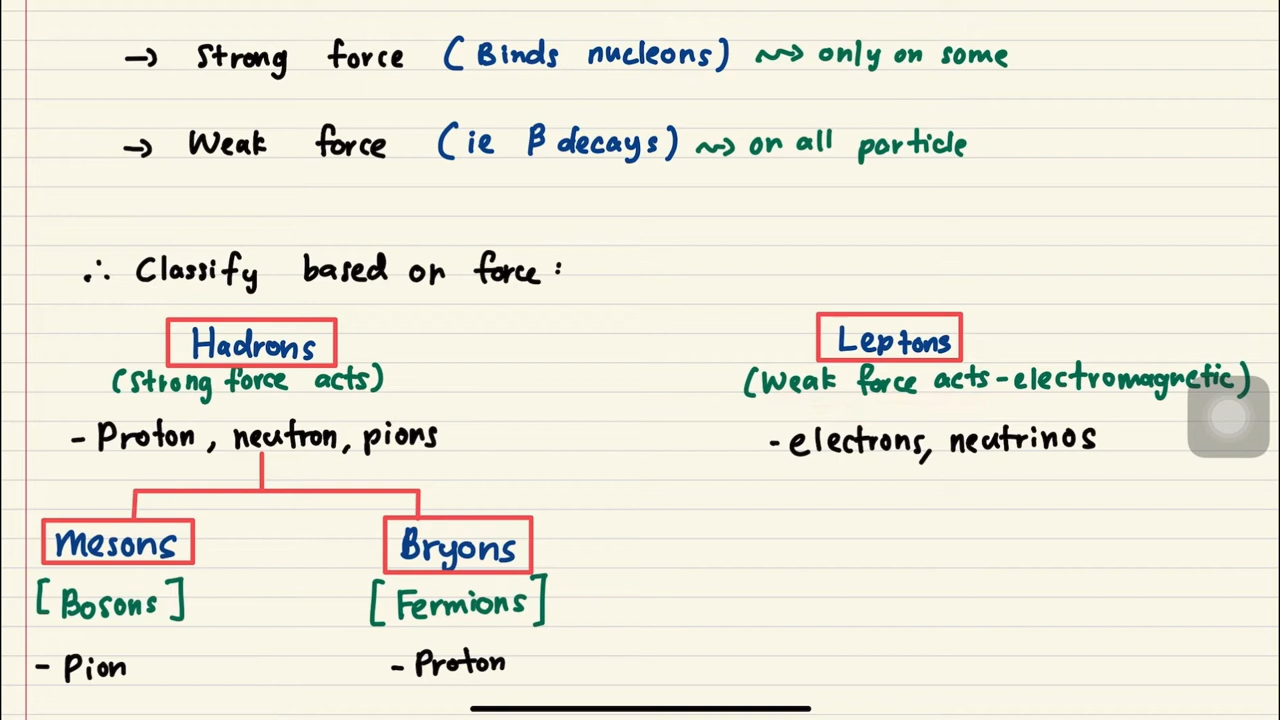 → Strong force (Binds nucleons) ⇝ only on some
→ Weak force (ie β decays) ⇝ on all particle
∴ Classify based on force :
Hadrons
Leptons
(Strong force acts)
(Weak force acts - electromagnetic)
- Proton, neutron, pions
- electrons, neutrinos
Mesons
Bryons
[Bosons]
[Fermions]
- Pion
- Proton